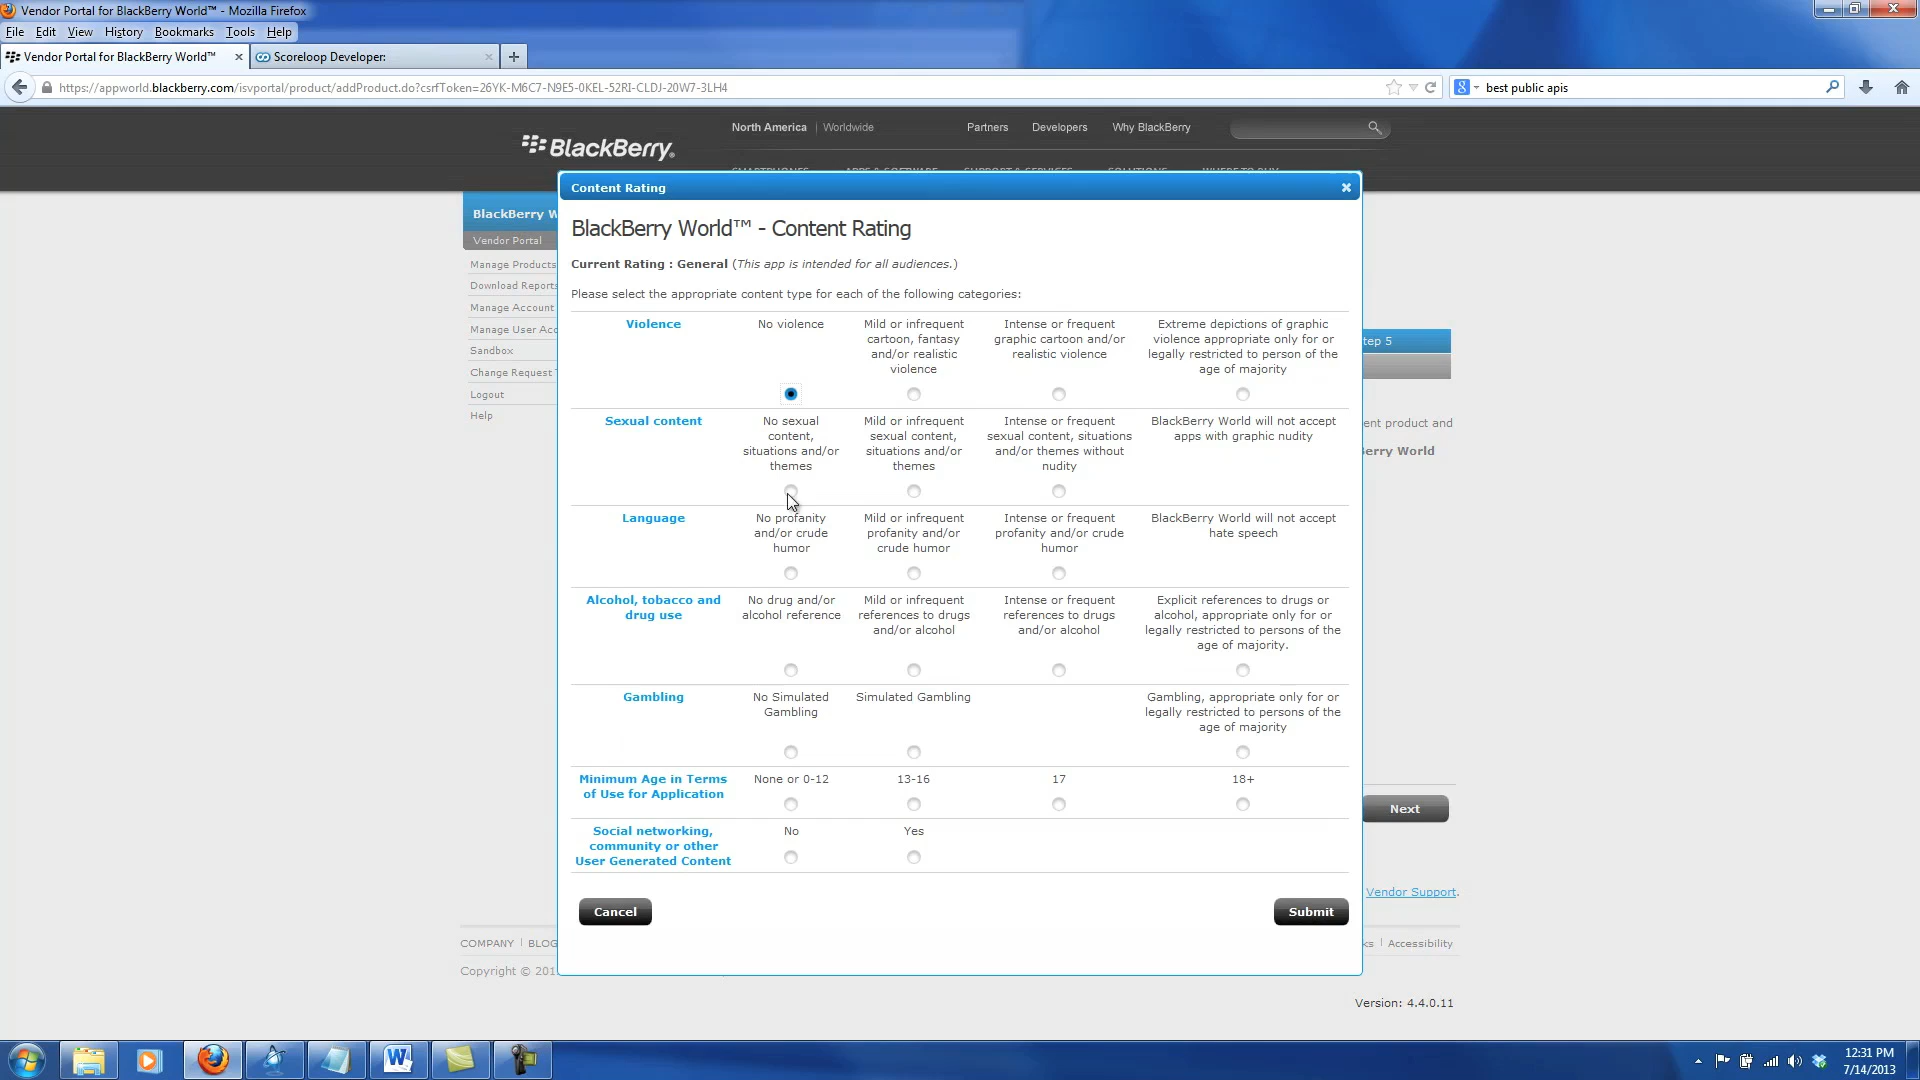 Vendor Portal for BlackBerry World™ - Mozilla Firefox
File Edit View History Bookmarks Tools Help
Vendor Portal for BlackBerry World™
Scoreloop Developer:
https://appworld.blackberry.com/isvportal/product/addProduct.do?csrfToken=26YK-M6C7-N9E5-0KEL-52RI-CLDJ-20W7-3LH4
best public apis
North America | Worldwide
Partners Developers Why BlackBerry
BlackBerry
SMARTPHONES APPS & SOFTWARE SUPPORT & SERVICES SOLUTIONS WHERE TO BUY
Content Rating
BlackBerry W
Vendor Portal
Manage Products
Download Reports
Manage Account
Manage User Acc
Sandbox
Change Request
Logout
Help
BlackBerry World™ - Content Rating
Current Rating : General (This app is intended for all audiences.)
Please select the appropriate content type for each of the following categories:
Violence
No violence
Mild or infrequent
cartoon, fantasy
and/or realistic
violence
Intense or frequent
graphic cartoon and/or
realistic violence
Extreme depictions of graphic
violence appropriate only for or
legally restricted to person of the
age of majority
Sexual content
No sexual
content,
situations and/or
themes
Mild or infrequent
sexual content,
situations and/or
themes
Intense or frequent
sexual content, situations
and/or themes without
nudity
BlackBerry World will not accept
apps with graphic nudity
Language
No profanity
and/or crude
humor
Mild or infrequent
profanity and/or
crude humor
Intense or frequent
profanity and/or crude
humor
BlackBerry World will not accept
hate speech
Alcohol, tobacco and
drug use
No drug and/or
alcohol reference
Mild or infrequent
references to drugs
and/or alcohol
Intense or frequent
references to drugs
and/or alcohol
Explicit references to drugs or
alcohol, appropriate only for or
legally restricted to persons of the
age of majority.
Gambling
No Simulated
Gambling
Simulated Gambling
Gambling, appropriate only for or
legally restricted to persons of the
age of majority
Minimum Age in Terms
of Use for Application
None or 0-12
13-16
17
18+
Social networking,
community or other
User Generated Content
No
Yes
Cancel
Submit
tep 5
ent product and
erry World
Next
Vendor Support.
COMPANY | BLOG
ks | Accessibility
Copyright © 201
Version: 4.4.0.11
12:31 PM
7/14/2013